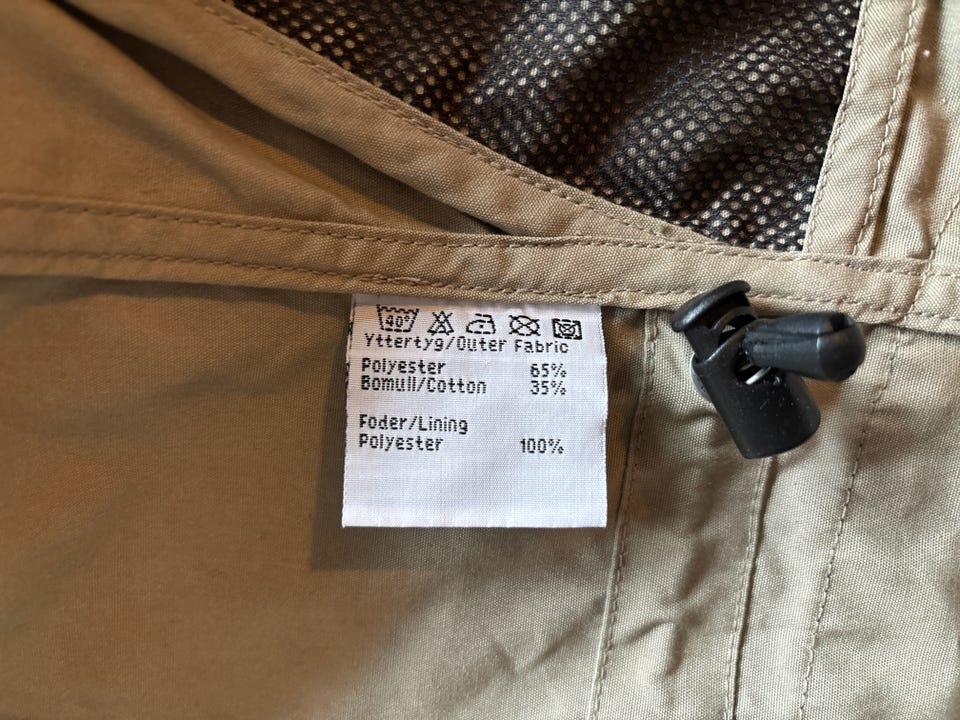 40°
Yttertyg/Outer Fabric
Polyester 65%
Bomull/Cotton 35%
Foder/Lining
Polyester 100%